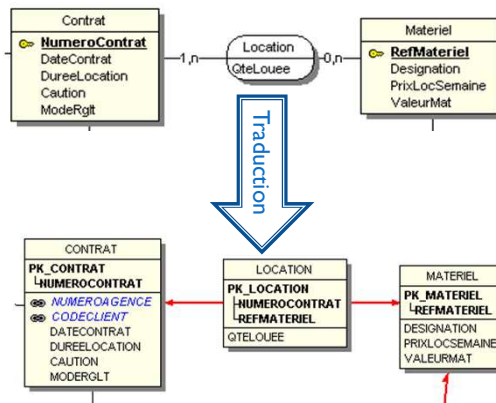 Contrat
NumeroContrat
DateContrat
DureeLocation
Caution
ModeRglt
1,n
Location
QteLouee
0,n
Materiel
RefMateriel
Designation
PrixLocSemaine
ValeurMat
Traduction
CONTRAT
PK_CONTRAT
NUMEROCONTRAT
NUMEROAGENCE
CODECLIENT
DATECONTRAT
DUREELOCATION
CAUTION
MODERGLT
LOCATION
PK_LOCATION
NUMEROCONTRAT
REFMATERIEL
QTELOUEE
MATERIEL
PK_MATERIEL
REFMATERIEL
DESIGNATION
PRIXLOCSEMAINE
VALEURMAT